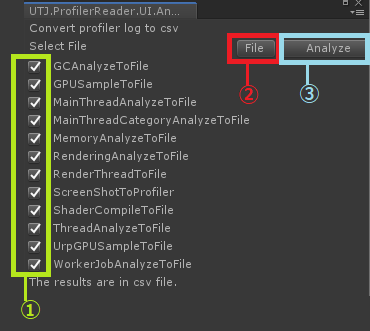 UTJ.ProfilerReader.UI.An...
Convert profiler log to csv
Select File
File
Analyze
②
③
GCAnalyzeToFile
GPUSampleToFile
MainThreadAnalyzeToFile
MainThreadCategoryAnalyzeToFile
MemoryAnalyzeToFile
RenderingAnalyzeToFile
RenderThreadToFile
ScreenShotToProfiler
ShaderCompileToFile
ThreadAnalyzeToFile
UrpGPUSampleToFile
WorkerJobAnalyzeToFile
The results are in csv file.
①